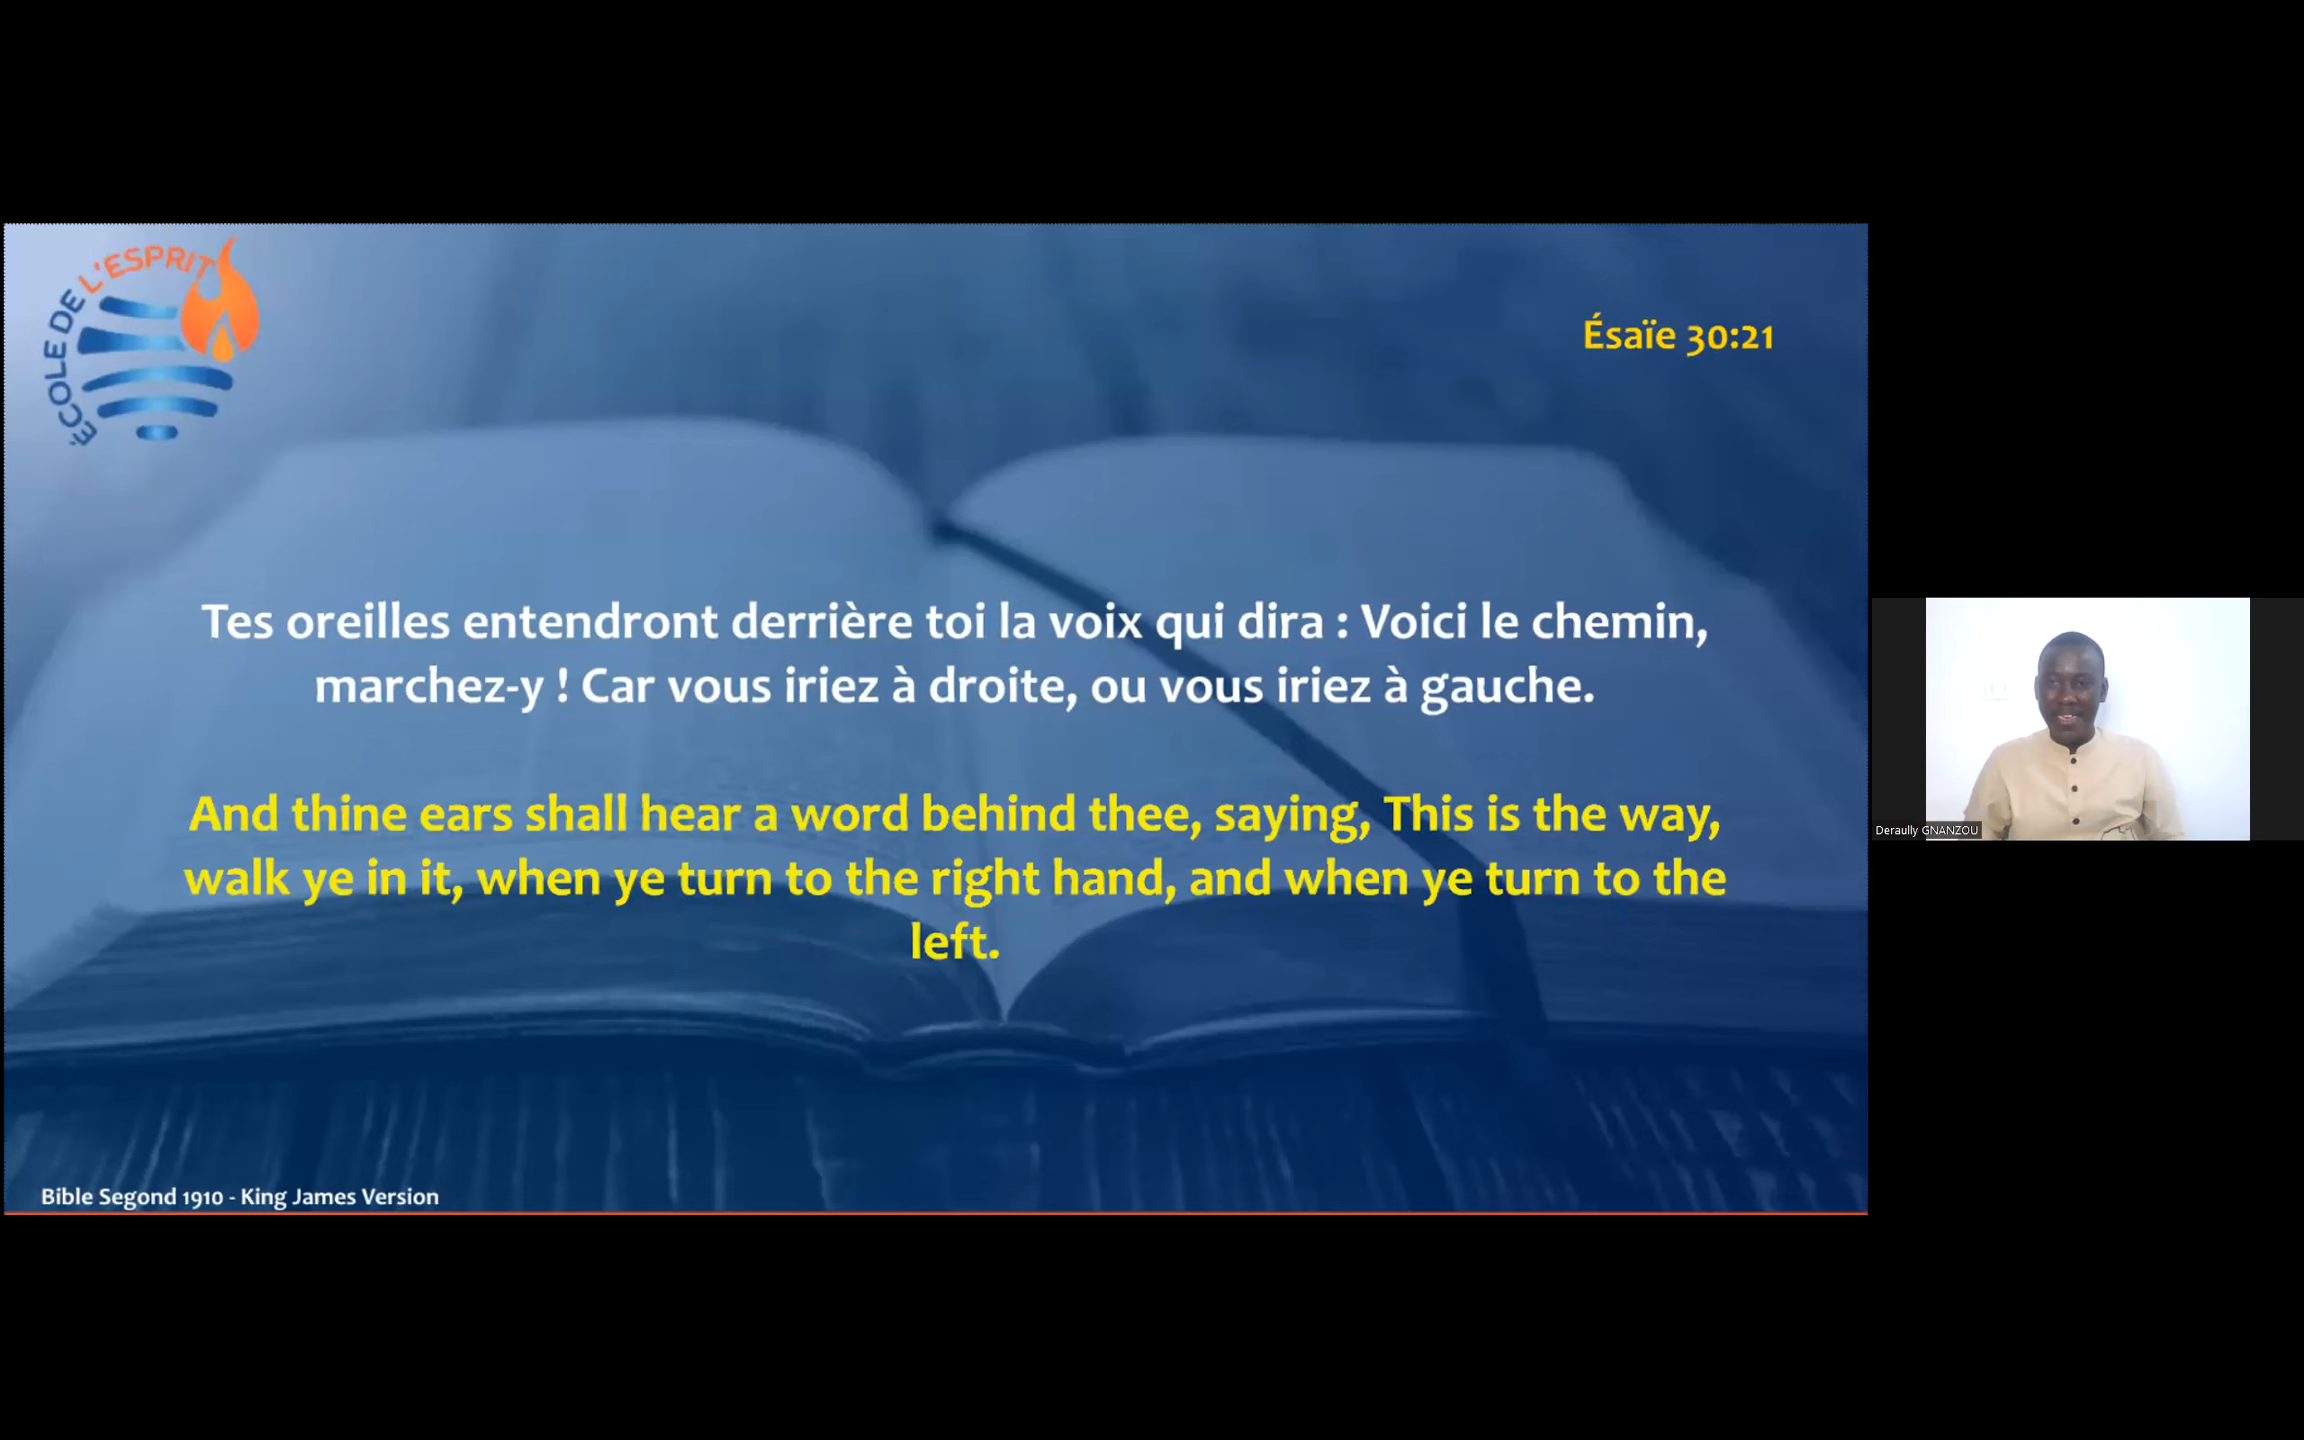 ÉCOLE DE L'ESPRIT
Ésaïe 30:21
Tes oreilles entendront derrière toi la voix qui dira : Voici le chemin,
marchez-y ! Car vous iriez à droite, ou vous iriez à gauche.
And thine ears shall hear a word behind thee, saying, This is the way,
walk ye in it, when ye turn to the right hand, and when ye turn to the
left.
Deraully GNANZOU
Bible Segond 1910 - King James Version